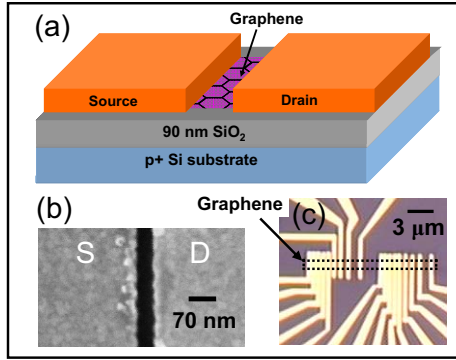 (a)
Graphene
Source
Drain
90 nm SiO₂
p+ Si substrate
(b)
S
D
70 nm
Graphene
(c)
3 μm